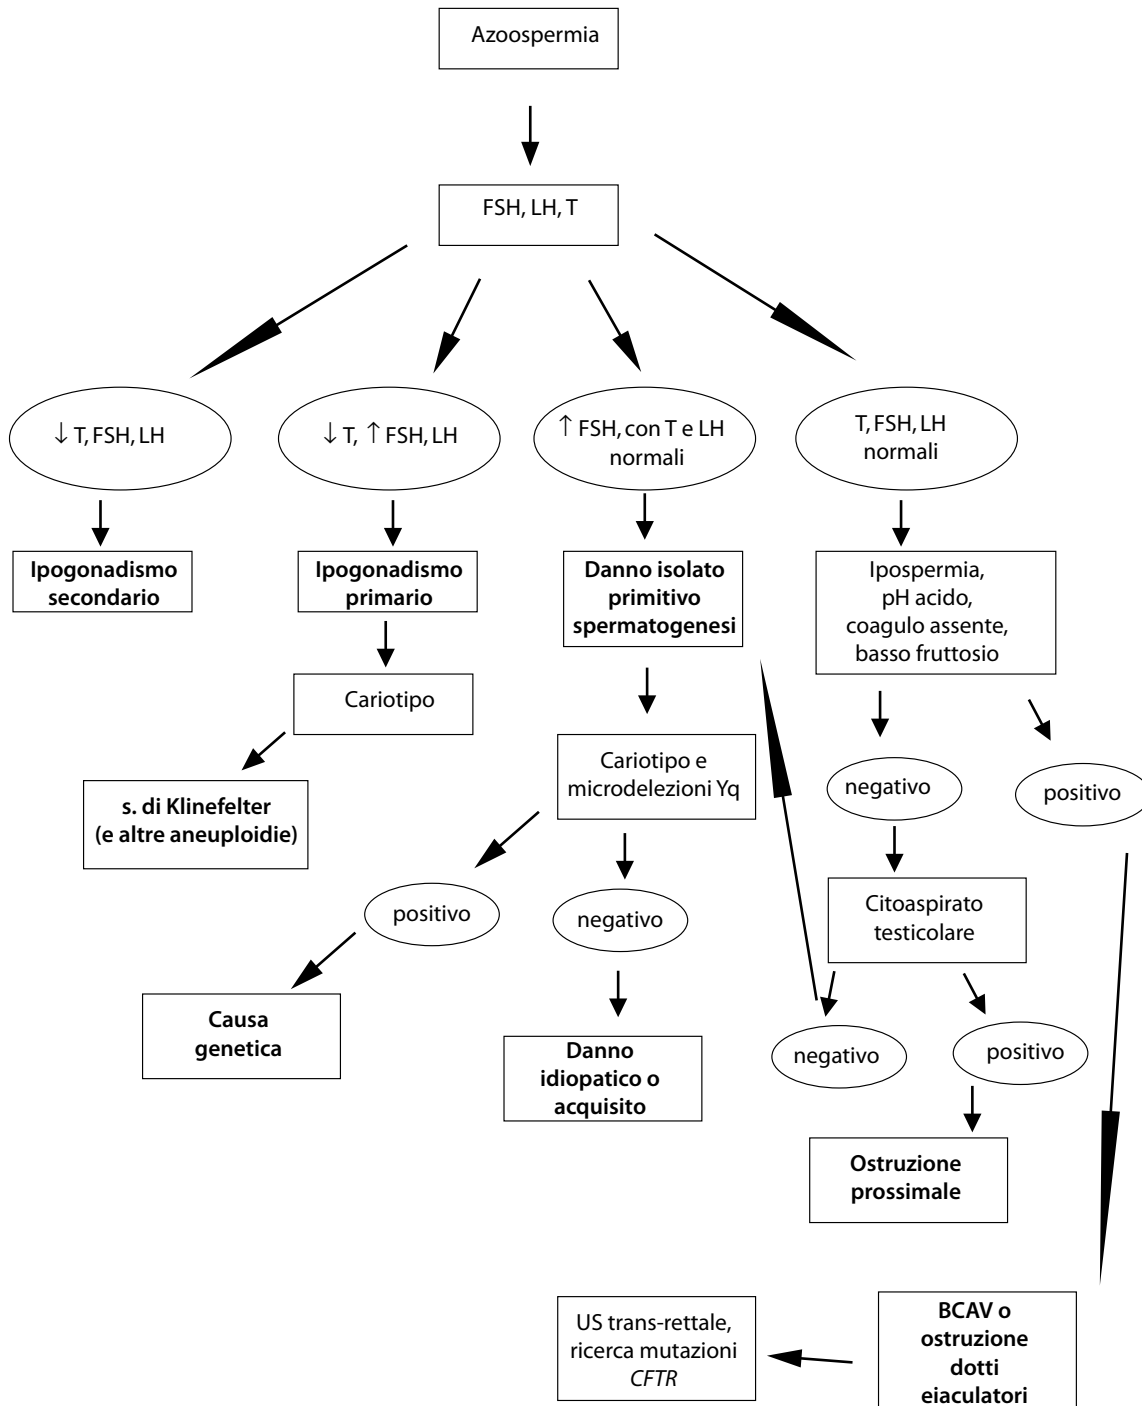 Azoospermia
FSH, LH, T
↓ T, FSH, LH
↓ T, ↑ FSH, LH
↑ FSH, con T e LH
normali
T, FSH, LH
normali
Ipogonadismo
secondario
Ipogonadismo
primario
Danno isolato
primitivo
spermatogenesi
Ipospermia,
pH acido,
coagulo assente,
basso fruttosio
Cariotipo
s. di Klinefelter
(e altre aneuploidie)
Cariotipo e
microdelezioni Yq
negativo
positivo
positivo
negativo
Citoaspirato
testicolare
Causa
genetica
Danno
idiopatico o
acquisito
negativo
positivo
Ostruzione
prossimale
US trans-rettale,
ricerca mutazioni
CFTR
BCAV o
ostruzione
dotti
eiaculatori